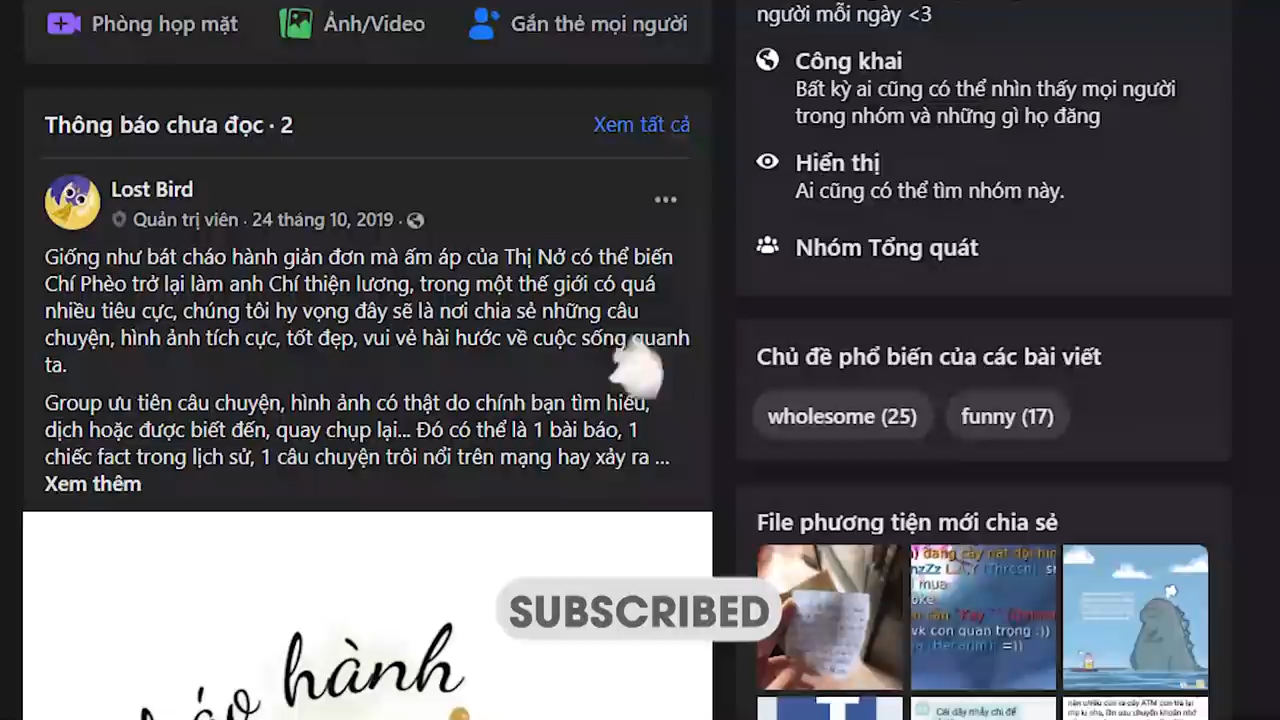 Phòng họp mặt
Ảnh/Video
Gắn thẻ mọi người
Thông báo chưa đọc · 2
Xem tất cả
Lost Bird
Quản trị viên · 24 tháng 10, 2019 ·
Giống như bát cháo hành giản đơn mà ấm áp của Thị Nở có thể biến
Chí Phèo trở lại làm anh Chí thiện lương, trong một thế giới có quá
nhiều tiêu cực, chúng tôi hy vọng đây sẽ là nơi chia sẻ những câu
chuyện, hình ảnh tích cực, tốt đẹp, vui vẻ hài hước về cuộc sống quanh
ta.
Group ưu tiên câu chuyện, hình ảnh có thật do chính bạn tìm hiểu,
dịch hoặc được biết đến, quay chụp lại... Đó có thể là 1 bài báo, 1
chiếc fact trong lịch sử, 1 câu chuyện trôi nổi trên mạng hay xảy ra ...
Xem thêm
hành
SUBSCRIBED
người mỗi ngày <3
Công khai
Bất kỳ ai cũng có thể nhìn thấy mọi người
trong nhóm và những gì họ đăng
Hiển thị
Ai cũng có thể tìm nhóm này.
Nhóm Tổng quát
Chủ đề phổ biến của các bài viết
wholesome (25)
funny (17)
File phương tiện mới chia sẻ
mua
vk con quan trọng :))
Cái dây nhảy chỉ để